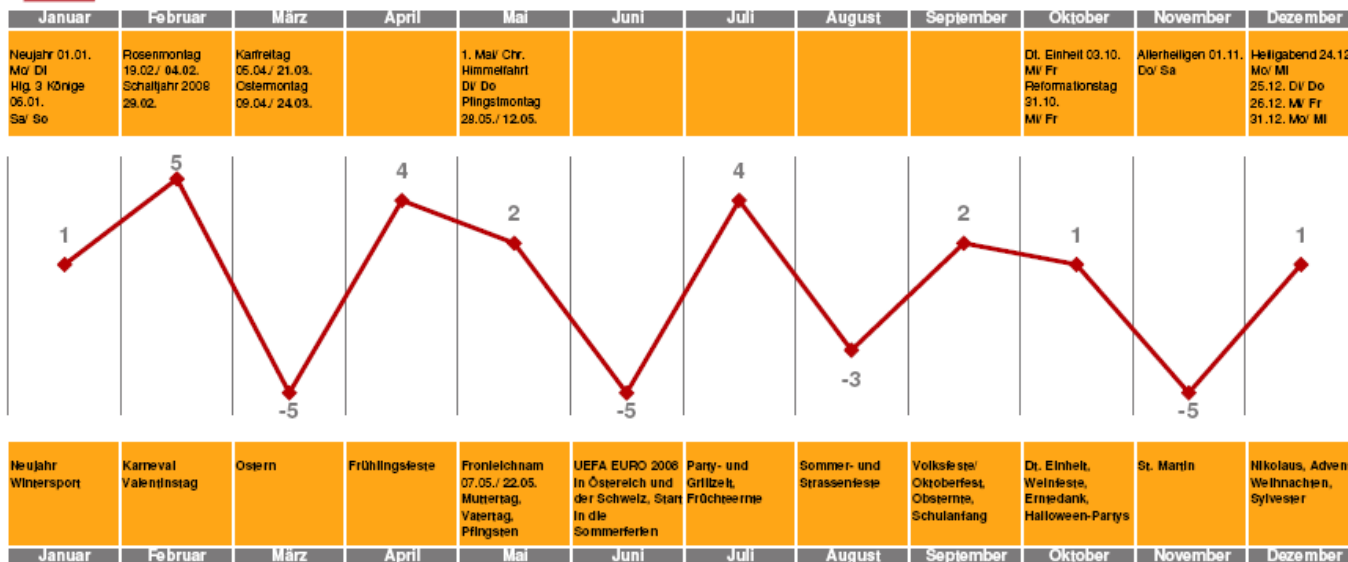 Januar Februar März April Mai Juni Juli August September Oktober November Dezember
Neujahr 01.01.
Mo/ Di
Hlg. 3 Könige
06.01.
Sa/ So
Rosenmontag
19.02./ 04.02.
Schaltjahr 2008
29.02.
Karfreitag
05.04./ 21.03.
Ostermontag
09.04./ 24.03.
1. Mai/ Chr.
Himmelfahrt
Di/ Do
Pfingstmontag
28.05./ 12.05.
Dt. Einheit 03.10.
Mi/ Fr
Reformationstag
31.10.
Mi/ Fr
Allerheiligen 01.11.
Do/ Sa
Heiligabend 24.12
Mo/ Mi
25.12. Di/ Do
26.12. Mi/ Fr
31.12. Mo/ Mi
1
5
-5
4
2
-5
4
-3
2
1
-5
1
Neujahr
Wintersport
Karneval
Valentinstag
Ostern
Frühlingsfeste
Fronleichnam
07.06./ 22.05.
Muttertag,
Vatertag,
Pfingsten
UEFA EURO 2008
in Östereich und
der Schweiz, Start
in die
Sommerferien
Party- und
Grillzeit,
Früchteernte
Sommer- und
Strassenfeste
Volksfeste/
Oktoberfest,
Obsternte,
Schulanfang
Dt. Einheit,
Weinfeste,
Erntedank,
Halloween-Partys
St. Martin
Nikolaus, Adven
Weihnachten,
Sylvester
Januar Februar März April Mai Juni Juli August September Oktober November Dezember